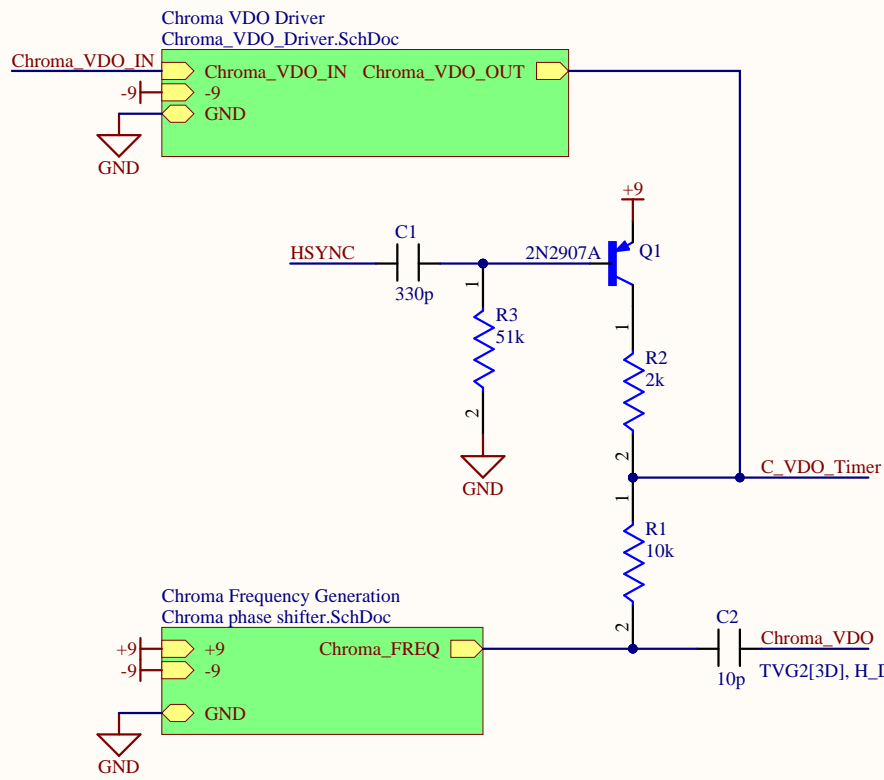 Chroma VDO Driver
Chroma_VDO_Driver.SchDoc
Chroma_VDO_IN
Chroma_VDO_IN Chroma_VDO_OUT
-9 -9
GND
GND
+9
HSYNC
C1
330p
2N2907A
Q1
1
R3
51k
2
GND
1
R2
2k
2
C_VDO_Timer
1
R1
10k
2
Chroma Frequency Generation
Chroma phase shifter.SchDoc
+9 +9
Chroma_FREQ
-9 -9
GND
GND
C2
10p
Chroma_VDO
TVG2[3D], H_D